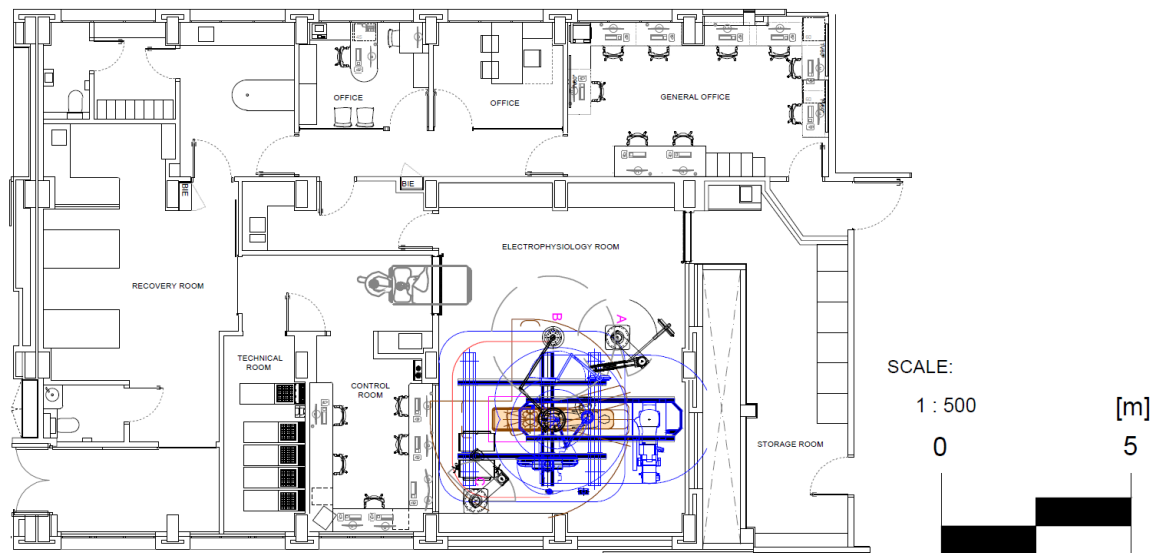 OFFICE
OFFICE
GENERAL OFFICE
BIE
BIE
ELECTROPHYSIOLOGY ROOM
RECOVERY ROOM
B
A
TECHNICAL
ROOM
CONTROL
ROOM
C
STORAGE ROOM
SCALE:
1 : 500
[m]
0
5